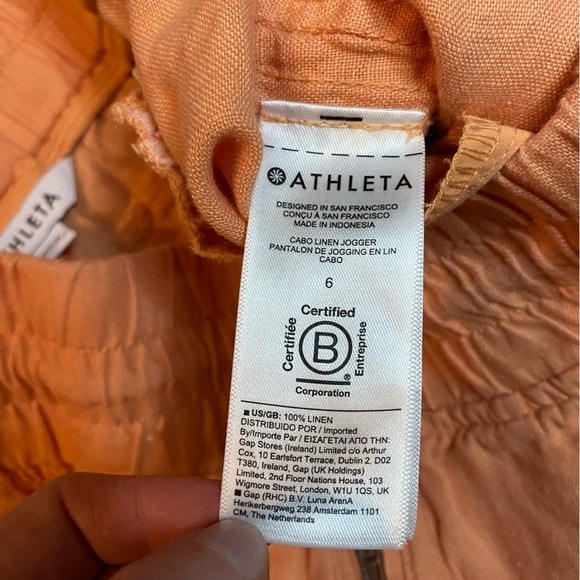 ATHLETA
DESIGNED IN SAN FRANCISCO
CONÇU À SAN FRANCISCO
MADE IN INDONESIA
CABO LINEN JOGGER
PANTALON DE JOGGING EN LIN
CABO
6
Certified
Certifiée
B
Entreprise
®
Corporation
■ US/GB: 100% LINEN
DISTRIBUIDO POR / Imported
By/Importe Par / ΕΙΣΑΓΕΤΑΙ ΑΠΟ ΤΗΝ:
Gap Stores (Ireland) Limited c/o Arthur
Cox, 10 Earlsfort Terrace, Dublin 2, D02
T380, Ireland, Gap (UK Holdings)
Limited, 2nd Floor Nations House, 103
Wigmore Street, London, W1U 1QS, UK
■ Gap (RHC) B.V. Luna ArenA
Herikerbergweg 238 Amsterdam 1101
CM, The Netherlands
ATHLETA